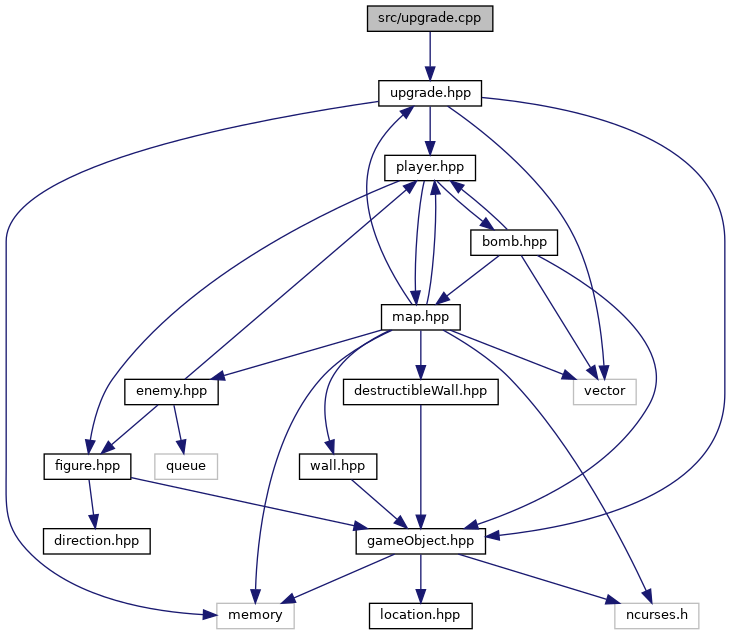 src/upgrade.cpp
upgrade.hpp
player.hpp
bomb.hpp
map.hpp
enemy.hpp
destructibleWall.hpp
vector
figure.hpp
queue
wall.hpp
direction.hpp
gameObject.hpp
memory
location.hpp
ncurses.h